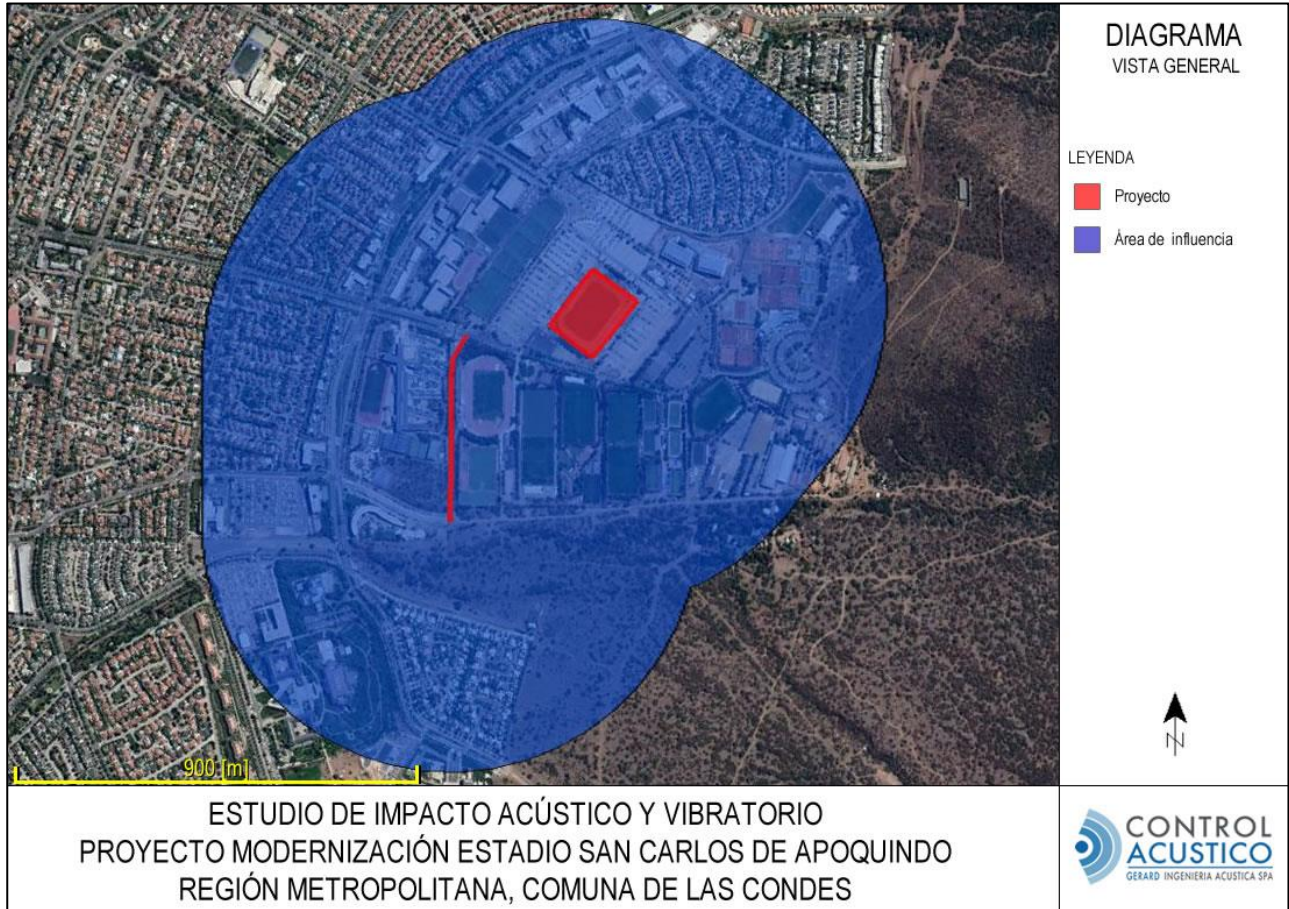 DIAGRAMA
VISTA GENERAL
LEYENDA
Proyecto
Área de influencia
N
900 [m]
ESTUDIO DE IMPACTO ACÚSTICO Y VIBRATORIO
PROYECTO MODERNIZACIÓN ESTADIO SAN CARLOS DE APOQUINDO
REGIÓN METROPOLITANA, COMUNA DE LAS CONDES
CONTROL
ACUSTICO
GERARD INGENIERIA ACUSTICA SPA